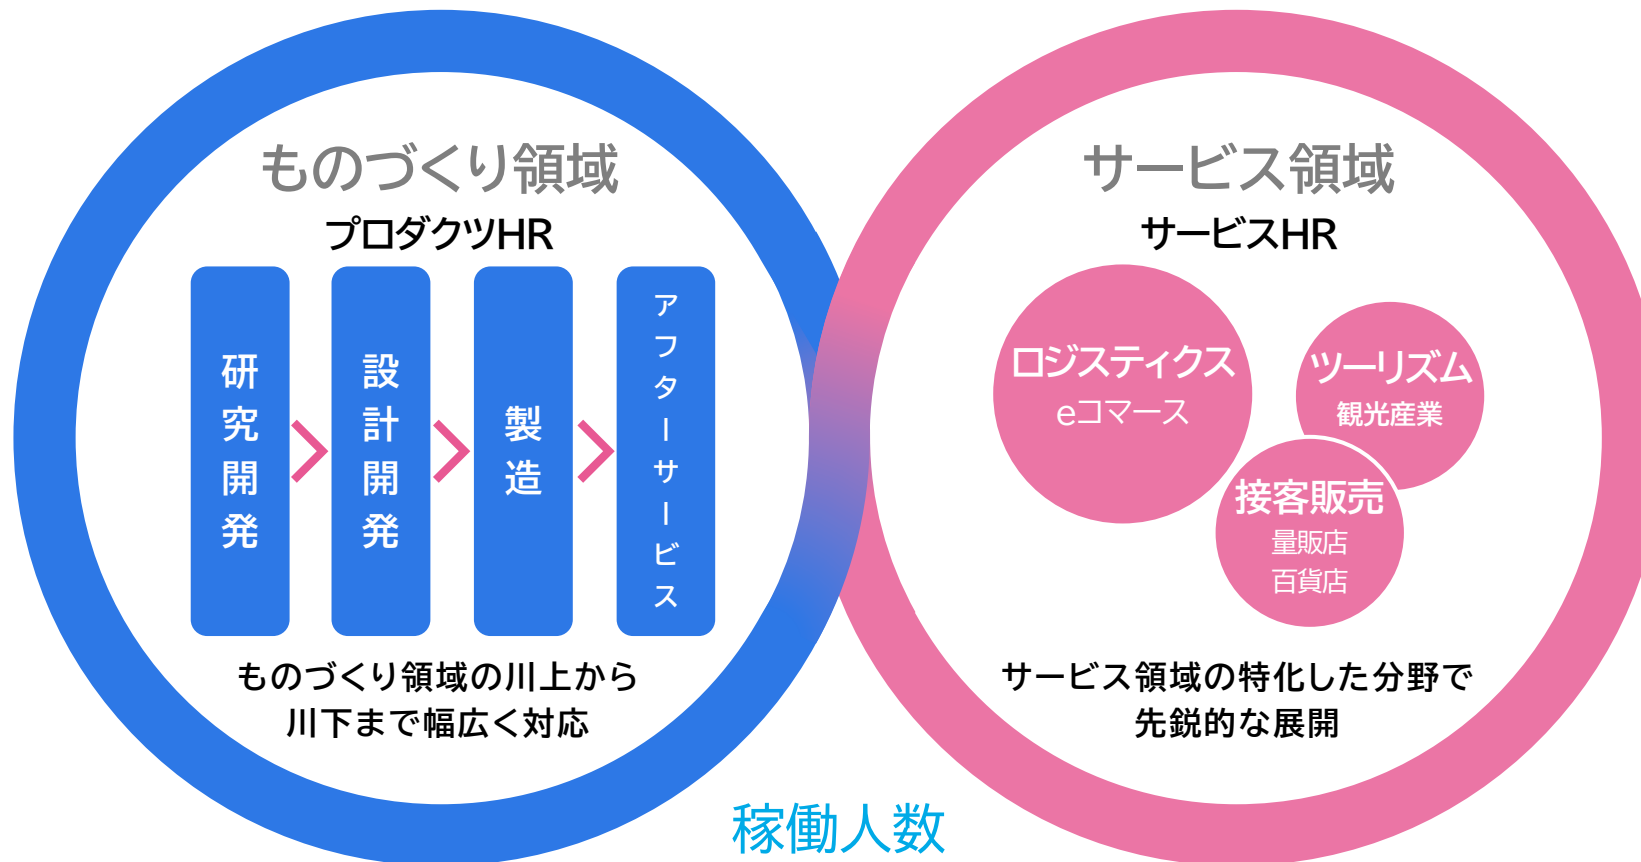 ものづくり領域
プロダクツHR
研究開発
設計開発
製造
アフターサービス
ものづくり領域の川上から
川下まで幅広く対応
サービス領域
サービスHR
ロジスティクス
eコマース
ツーリズム
観光産業
接客販売
量販店
百貨店
サービス領域の特化した分野で
先鋭的な展開
稼働人数